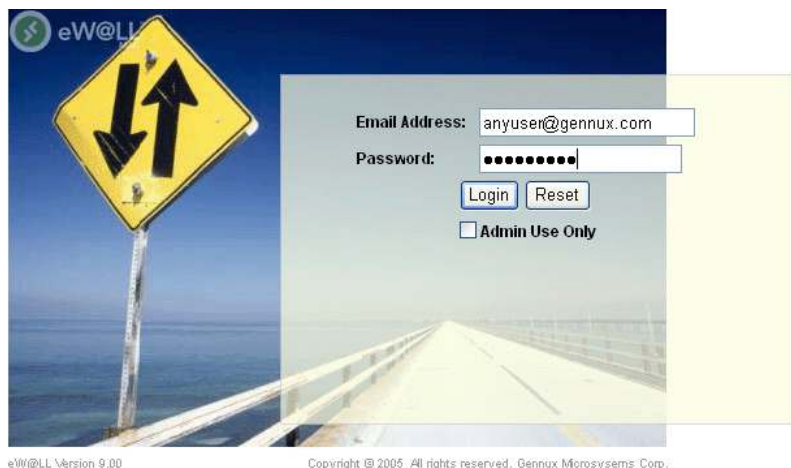 eW@LL
Email Address: anyuser@gennux.com
Password: •••••••••
Login Reset
Admin Use Only
eW@LL Version 9.00
Copyright © 2005 All rights reserved. Gennux Microsysems Corp.